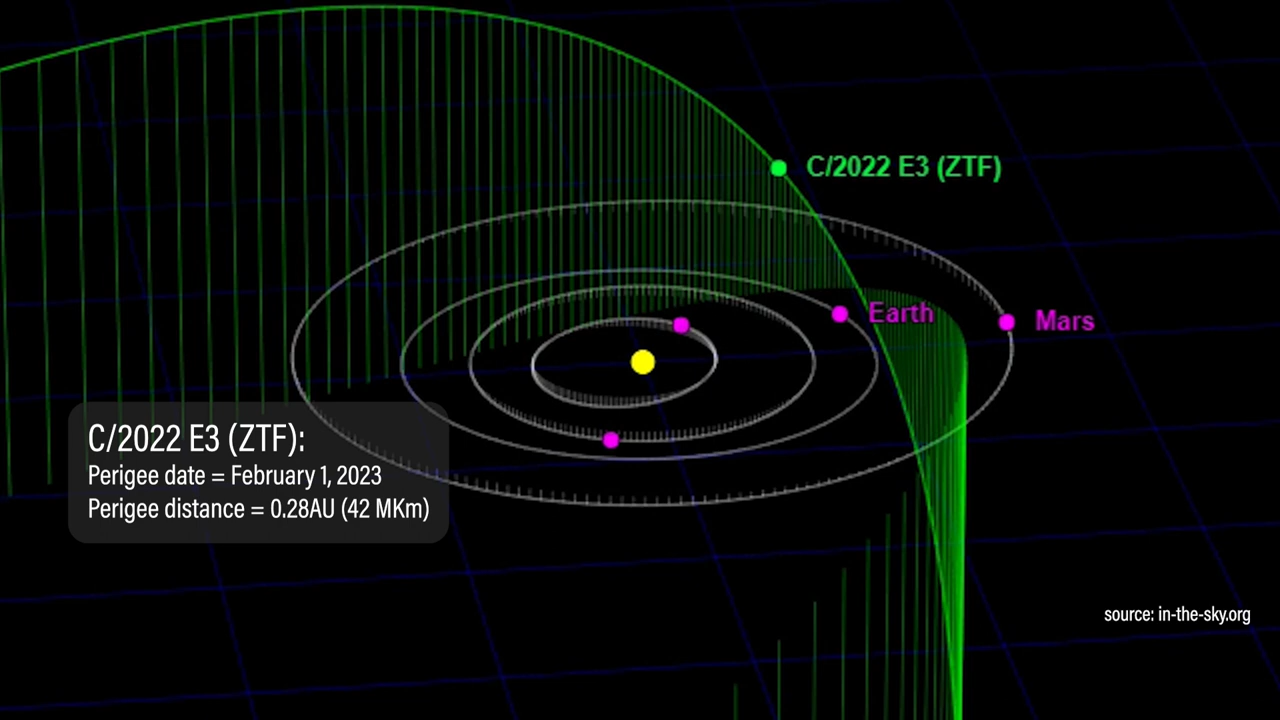 C/2022 E3 (ZTF)
Earth
Mars
C/2022 E3 (ZTF):
Perigee date = February 1, 2023
Perigee distance = 0.28AU (42 MKm)
source: in-the-sky.org